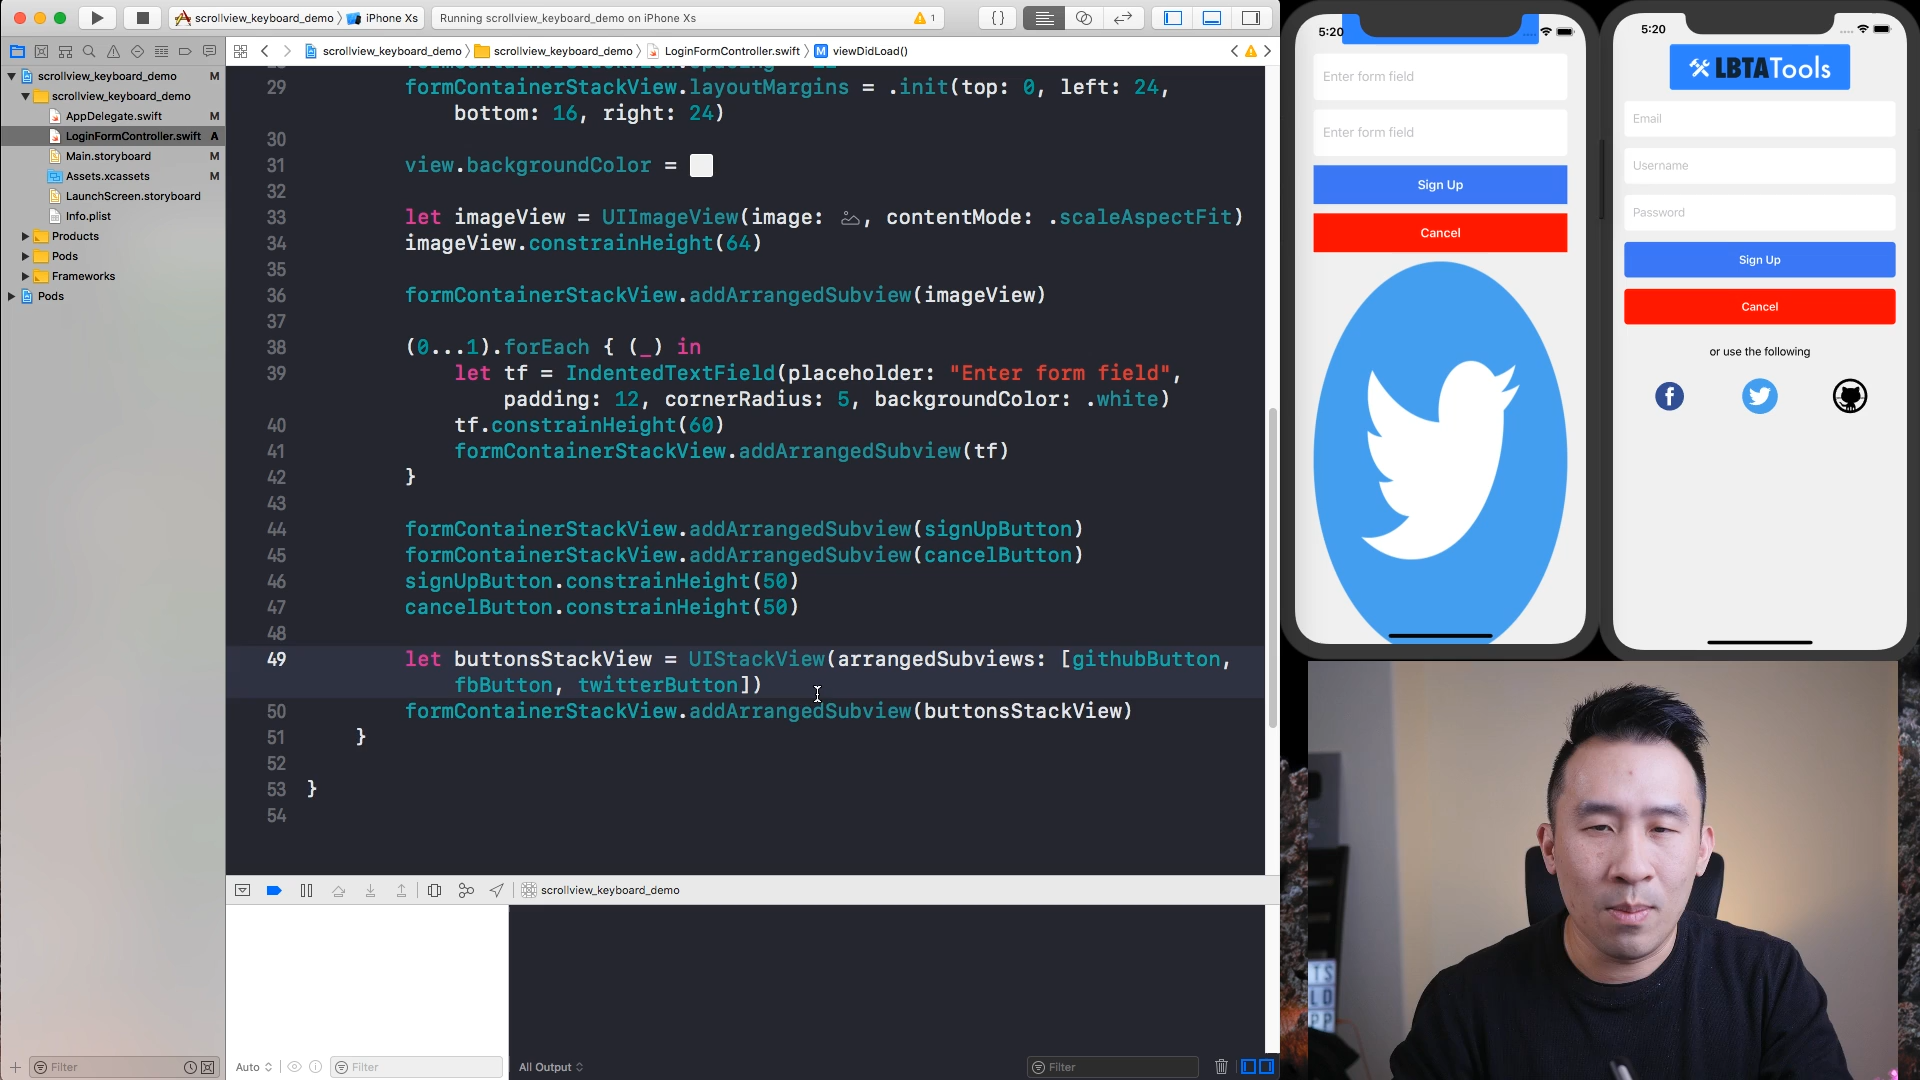 scrollview_keyboard_demo 〉 iPhone Xs
Running scrollview_keyboard_demo on iPhone Xs
1
scrollview_keyboard_demo 〉 scrollview_keyboard_demo 〉 LoginFormController.swift 〉 M viewDidLoad()
scrollview_keyboard_demo M
scrollview_keyboard_demo
AppDelegate.swift M
LoginFormController.swift A
Main.storyboard M
Assets.xcassets M
LaunchScreen.storyboard
Info.plist
Products
Pods
Frameworks
Pods
29 formContainerStackView.layoutMargins = .init(top: 0, left: 24,
bottom: 16, right: 24)
30
31 view.backgroundColor =
32
33 let imageView = UIImageView(image: , contentMode: .scaleAspectFit)
34 imageView.constrainHeight(64)
35
36 formContainerStackView.addArrangedSubview(imageView)
37
38 (0...1).forEach { (_) in
39 let tf = IndentedTextField(placeholder: "Enter form field",
padding: 12, cornerRadius: 5, backgroundColor: .white)
40 tf.constrainHeight(60)
41 formContainerStackView.addArrangedSubview(tf)
42 }
43
44 formContainerStackView.addArrangedSubview(signUpButton)
45 formContainerStackView.addArrangedSubview(cancelButton)
46 signUpButton.constrainHeight(50)
47 cancelButton.constrainHeight(50)
48
49 let buttonsStackView = UIStackView(arrangedSubviews: [githubButton,
fbButton, twitterButton])
50 formContainerStackView.addArrangedSubview(buttonsStackView)
51 }
52
53 }
54
scrollview_keyboard_demo
Filter
Auto
Filter
All Output
Filter
5:20
Enter form field
Enter form field
Sign Up
Cancel
5:20
LBTATools
Email
Username
Password
Sign Up
Cancel
or use the following
f